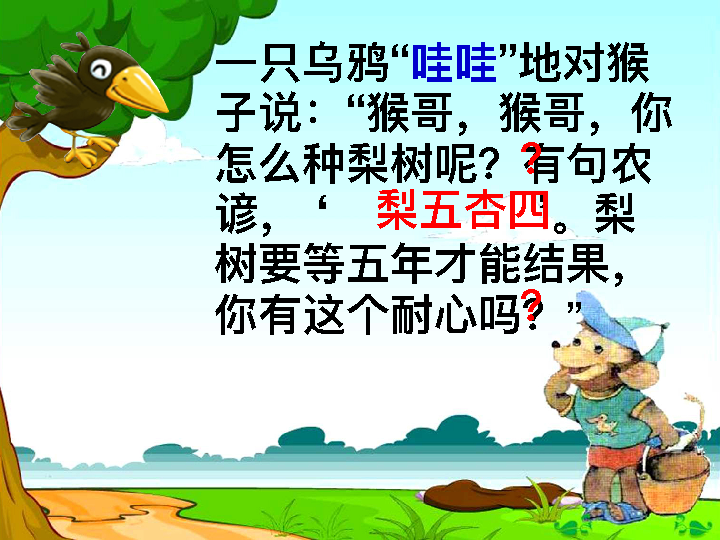 一只乌鸦“哇哇”地对猴
子说：“猴哥，猴哥，你
怎么种梨树呢？有句农
谚，‘梨五杏四’。梨
树要等五年才能结果，
你有这个耐心吗？”